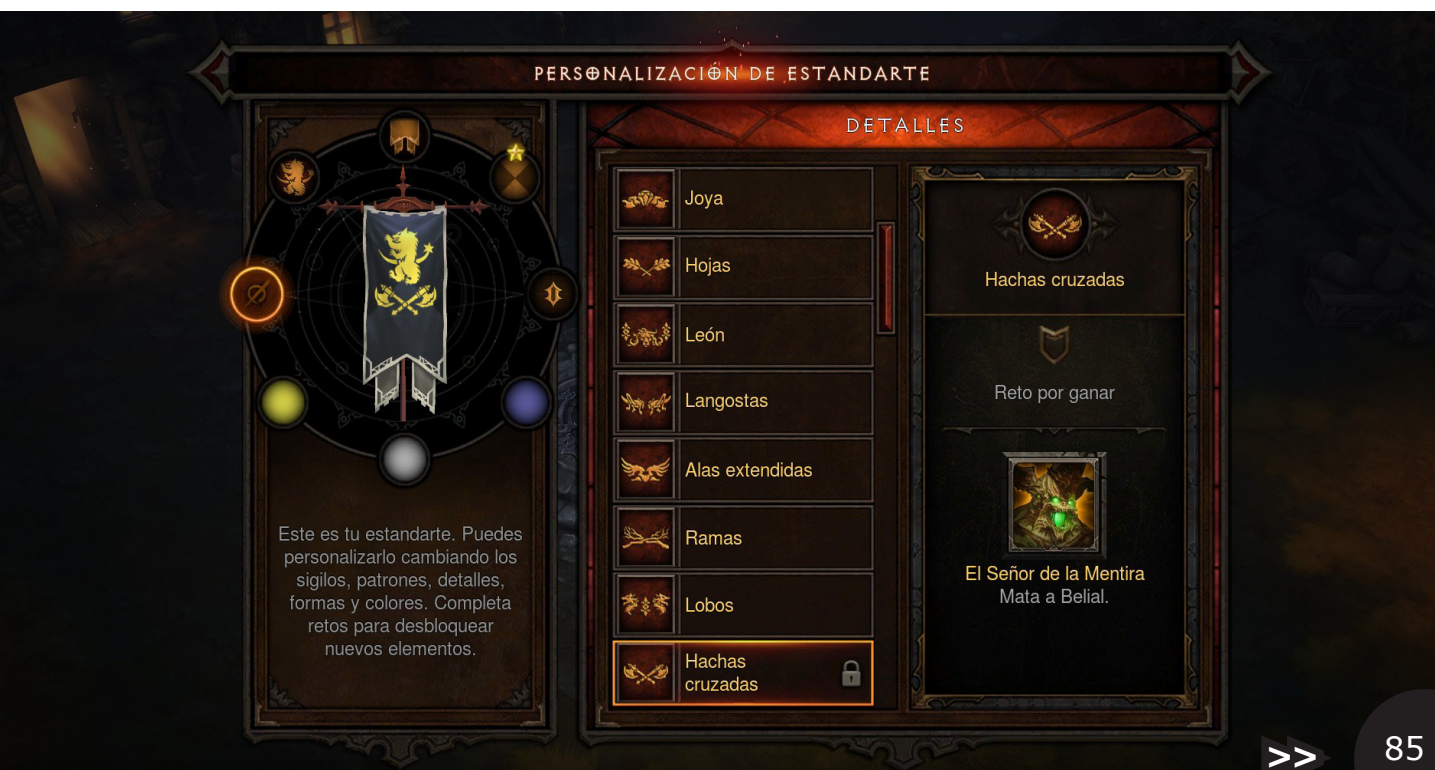 PERSONALIZACIÓN DE ESTANDARTE
DETALLES
Este es tu estandarte. Puedes
personalizarlo cambiando los
sigilos, patrones, detalles,
formas y colores. Completa
retos para desbloquear
nuevos elementos.
Joya
Hojas
León
Langostas
Alas extendidas
Ramas
Lobos
Hachas
cruzadas
Hachas cruzadas
Reto por ganar
El Señor de la Mentira
Mata a Belial.
>>
85